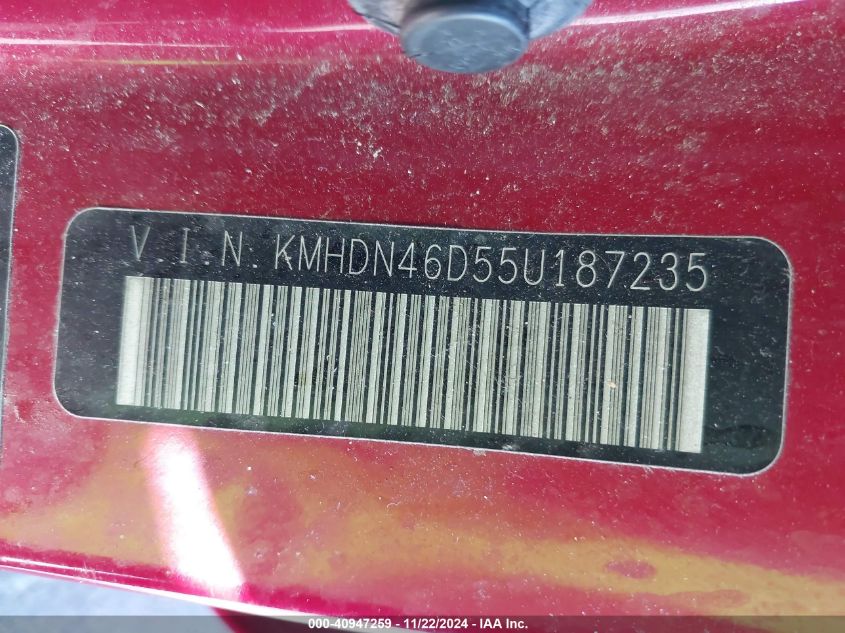 V.I.N. KMHDN46D55U187235
000-40947259 - 11/22/2024 - IAA Inc.